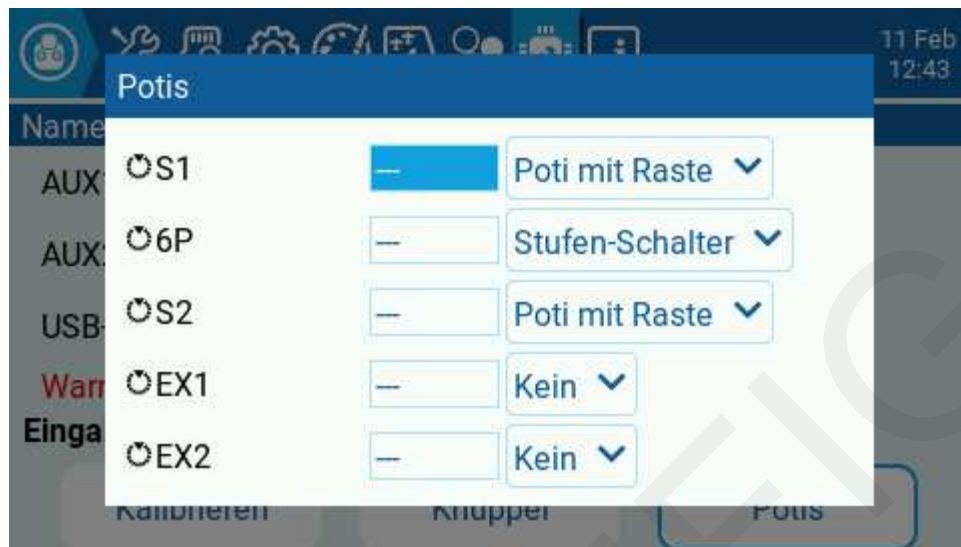 11 Feb
12:43
Potis
Name
AUX
S1
---
Poti mit Raste
AUX
6P
---
Stufen-Schalter
USB-
S2
---
Poti mit Raste
EX1
---
Kein
Einga
EX2
---
Kein
Kalibrieren
Knüppel
Potis